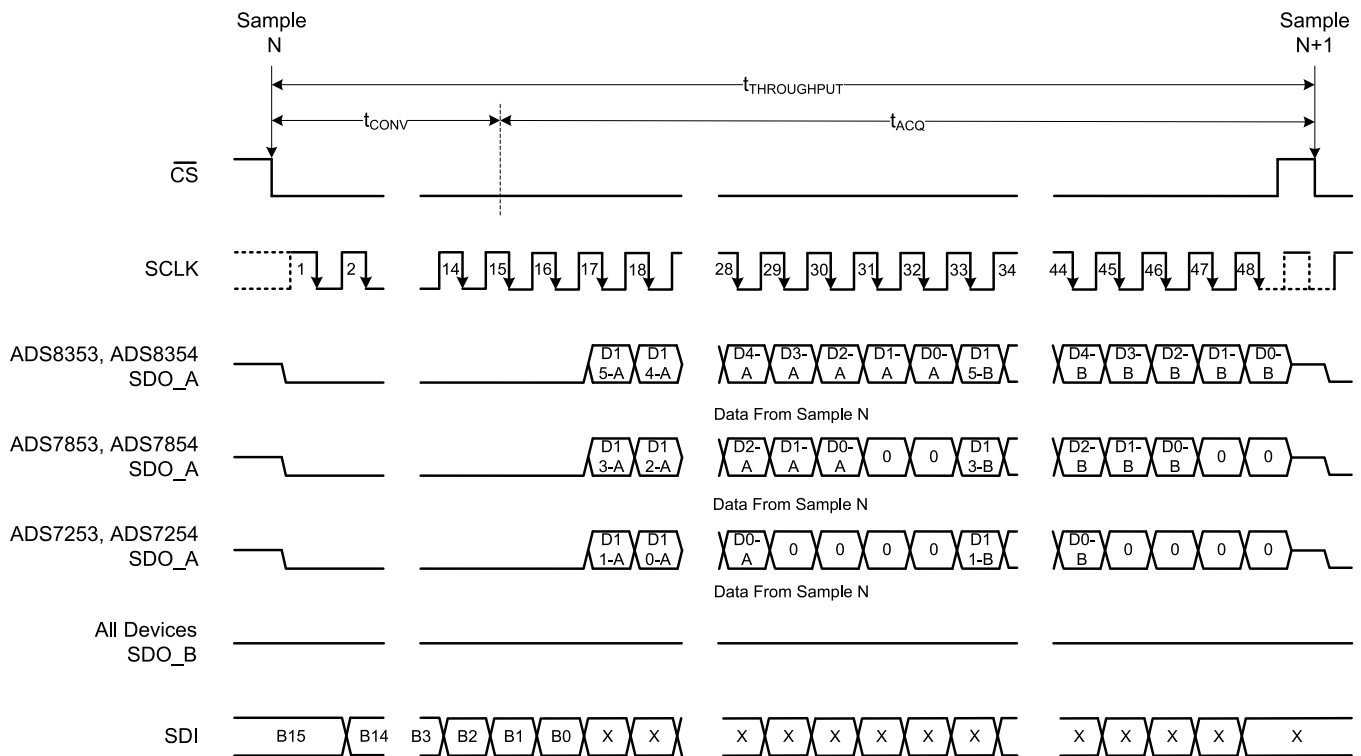 Sample
N
Sample
N+1
tTHROUGHPUT
tCONV
tACQ
CS
SCLK
1 2 14 15 16 17 18 28 29 30 31 32 33 34 44 45 46 47 48
ADS8353, ADS8354
SDO_A
D1 D1 D4- D3- D2- D1- D0- D1 D4- D3- D2- D1- D0-
5-A 4-A A A A A A 5-B B B B B B
Data From Sample N
ADS7853, ADS7854
SDO_A
D1 D1 D2- D1- D0- 0 0 D1 D2- D1- D0- 0 0
3-A 2-A A A A 3-B B B B
Data From Sample N
ADS7253, ADS7254
SDO_A
D1 D1 D0- 0 0 0 0 D1 D0- 0 0 0 0
1-A 0-A A 1-B B
Data From Sample N
All Devices
SDO_B
SDI
B15 B14 B3 B2 B1 B0 X X X X X X X X X X X X X